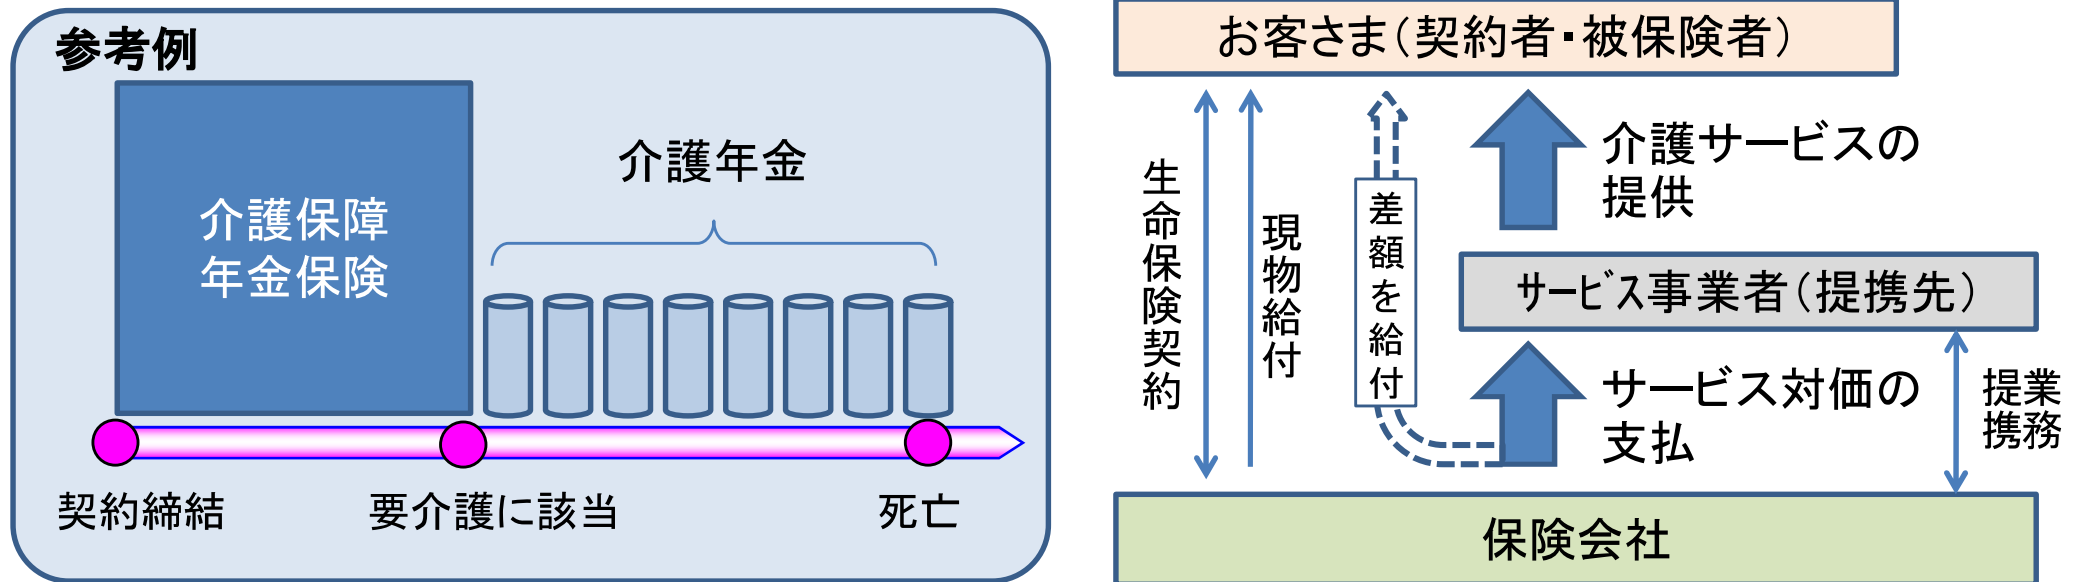 参考例
介護保障
年金保険
介護年金
契約締結
要介護に該当
死亡
お客さま（契約者・被保険者）
生命保険契約
現物給付
差額を給付
介護サービスの
提供
サービス事業者（提携先）
サービス対価の
支払
業務
提携
保険会社